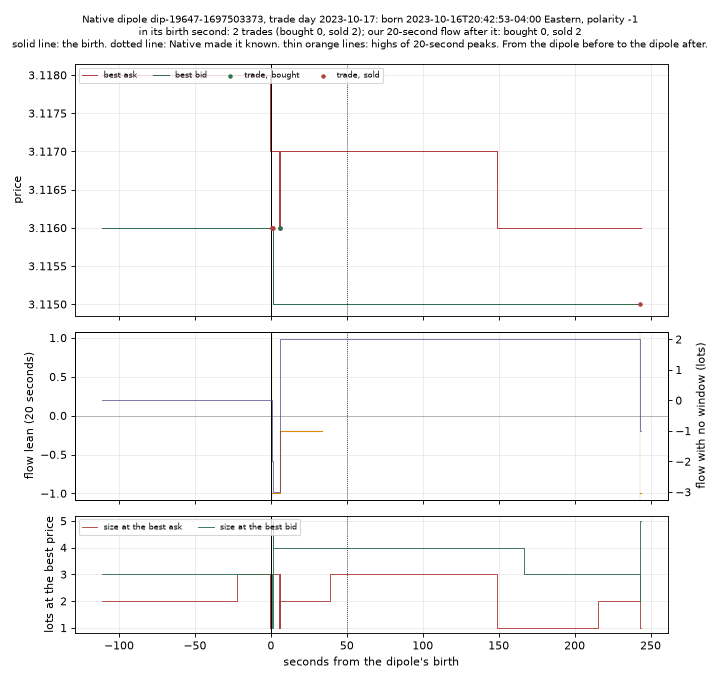 Native dipole dip-19647-1697503373, trade day 2023-10-17: born 2023-10-16T20:42:53-04:00 Eastern, polarity -1
in its birth second: 2 trades (bought 0, sold 2); our 20-second flow after it: bought 0, sold 2
solid line: the birth. dotted line: Native made it known. thin orange lines: highs of 20-second peaks. From the dipole before to the dipole after.
best ask best bid trade, bought trade, sold
3.1180
3.1175
3.1170
3.1165
3.1160
3.1155
3.1150
price
1.0
0.5
0.0
−0.5
−1.0
flow lean (20 seconds)
2
1
0
−1
−2
−3
flow with no window (lots)
size at the best ask size at the best bid
5
4
3
2
1
lots at the best price
−100 −50 0 50 100 150 200 250
seconds from the dipole's birth